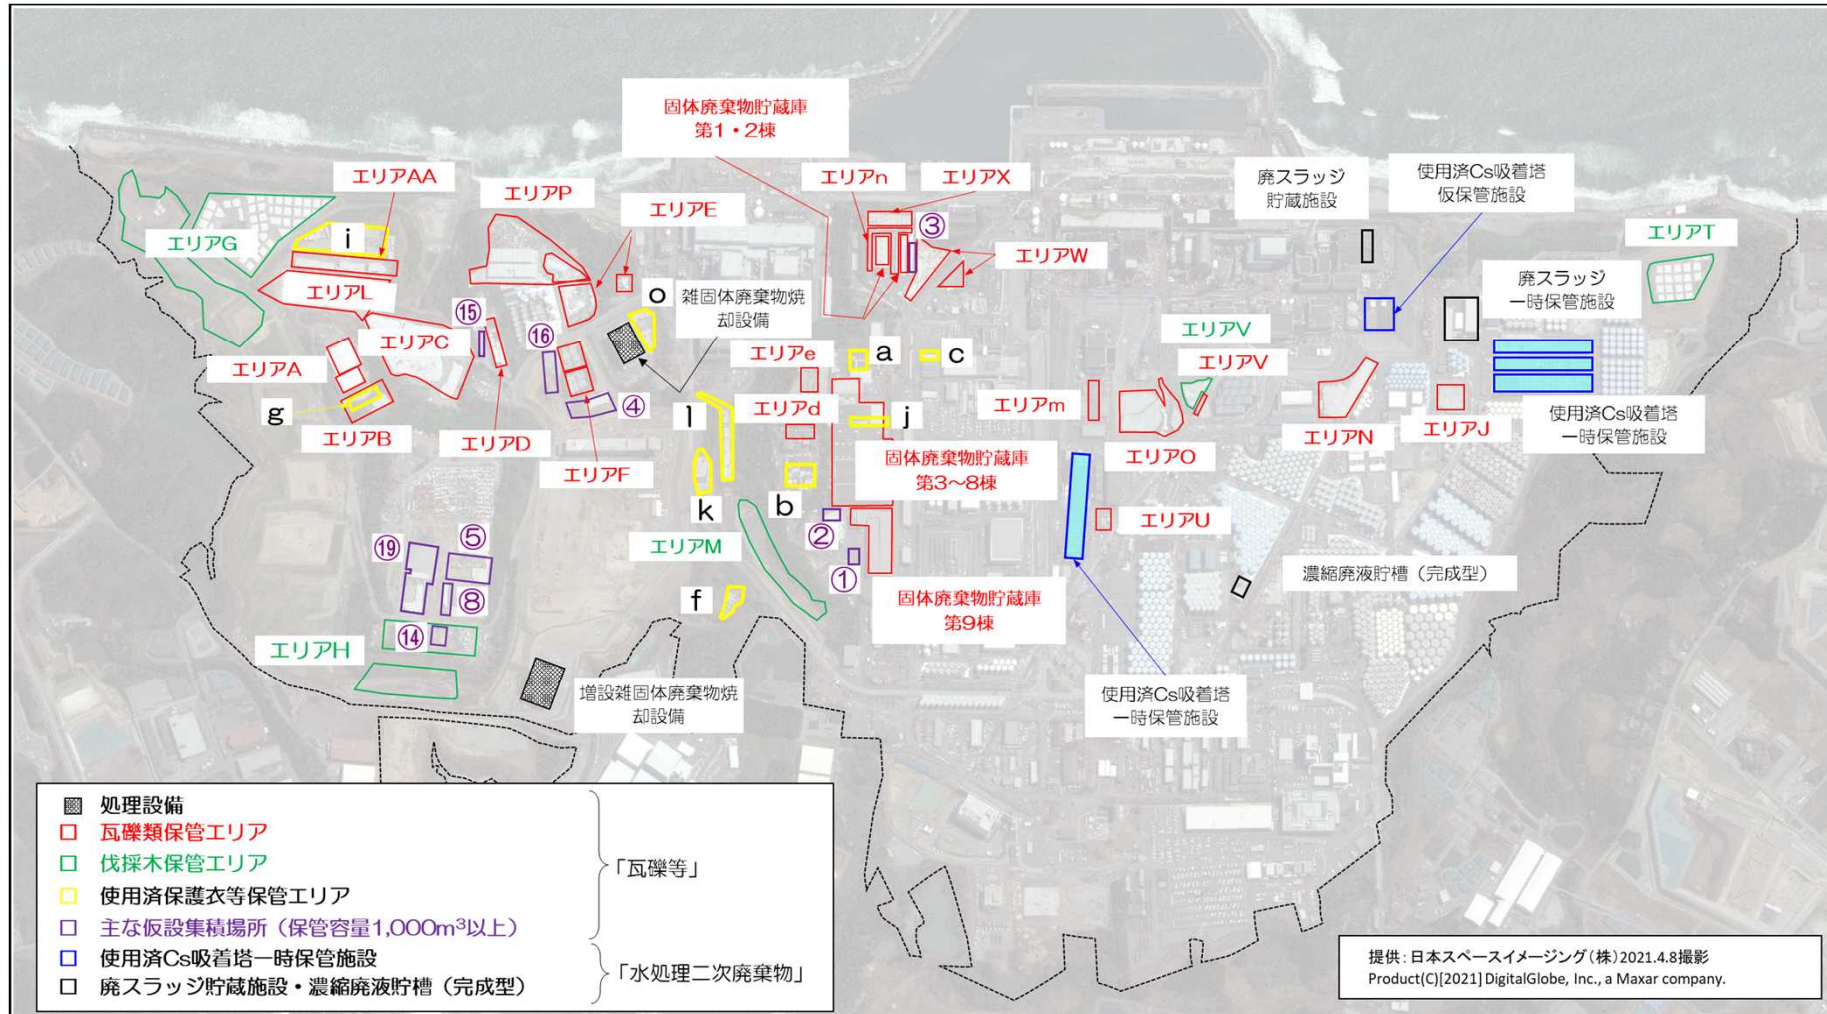 固体廃棄物貯蔵庫
第1・2棟
エリアAA
エリアP
エリアE
エリアn
エリアX
③
エリアW
廃スラッジ
貯蔵施設
使用済Cs吸着塔
仮保管施設
エリアT
エリアG
i
エリアL
⑮
エリアC
エリアA
g
エリアB
エリアD
⑯
④
エリアF
o
雑固体廃棄物焼
却設備
エリアe
a
c
エリアd
j
l
k
b
固体廃棄物貯蔵庫
第3~8棟
エリアm
エリアV
エリアV
エリアO
エリアN
エリアJ
廃スラッジ
一時保管施設
使用済Cs吸着塔
一時保管施設
エリアU
エリアM
②
①
固体廃棄物貯蔵庫
第9棟
f
⑲
⑤
⑧
⑭
エリアH
増設雑固体廃棄物焼
却設備
濃縮廃液貯槽(完成型)
使用済Cs吸着塔
一時保管施設
処理設備
瓦礫類保管エリア
伐採木保管エリア
使用済保護衣等保管エリア
主な仮設集積場所(保管容量1,000m³以上)
「瓦礫等」
使用済Cs吸着塔一時保管施設
廃スラッジ貯蔵施設・濃縮廃液貯槽(完成型)
「水処理二次廃棄物」
提供:日本スペースイメージング(株)2021.4.8撮影
Product(C)[2021] DigitalGlobe, Inc., a Maxar company.